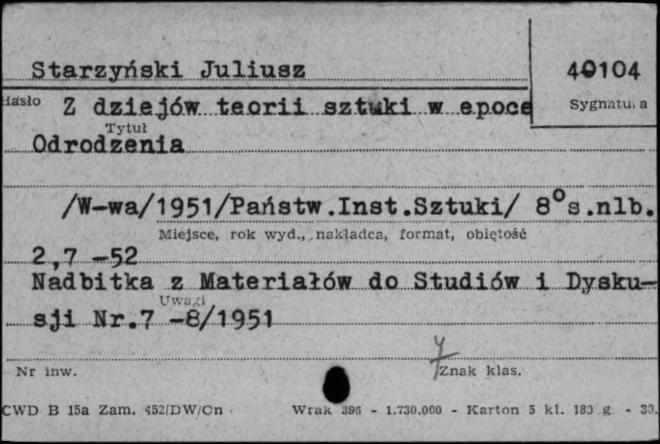 Starzyński Juliusz
40104
Hasło
Sygnatura
Z dziejów teorii sztuki w epoce
Tytuł
Odrodzenia
/W-wa/1951/Państw.Inst.Sztuki/ 8°s.nlb.
Miejsce, rok wyd., nakładca, format, objętość
2,7 -52
Nadbitka z Materiałów do Studiów i Dysku-
Uwagi
sji Nr.7 -8/1951
Nr inw.
Znak klas.
CWD B 15a Zam. 452/DW/Cn
Wrak 396 - 1.730.000 - Karton 5 kl. 180 g. - 30.